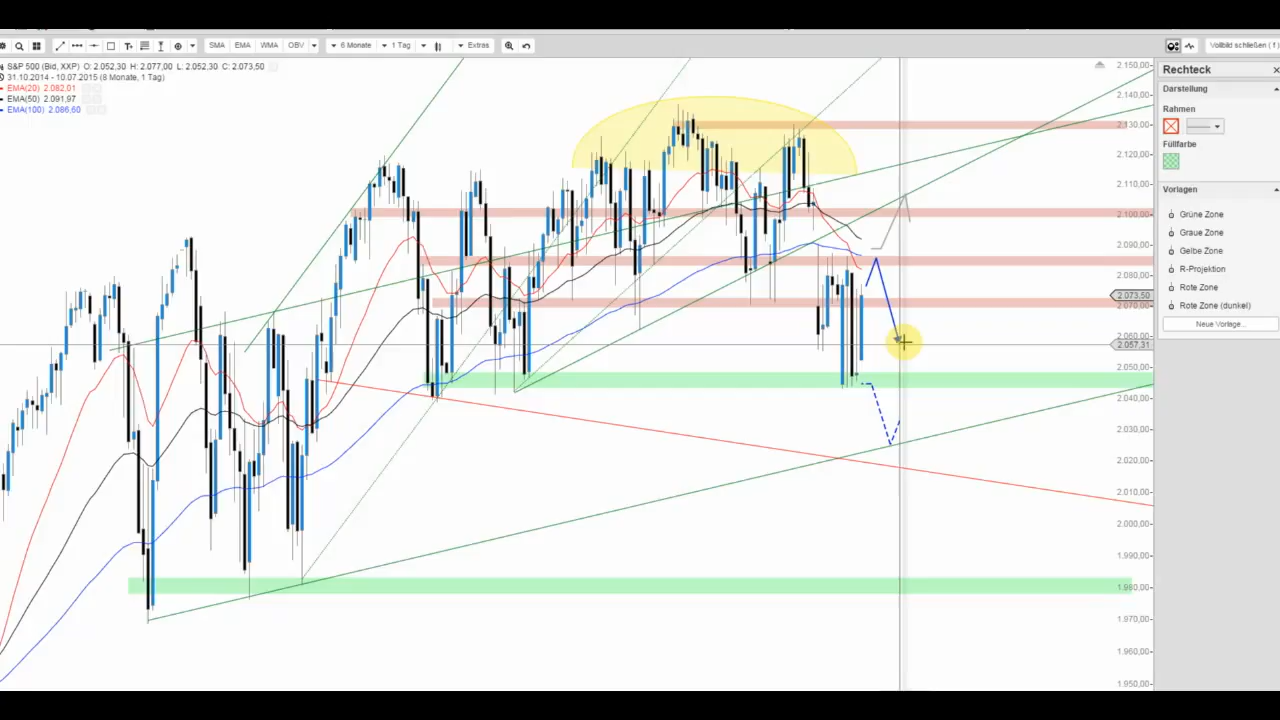 SMA EMA WMA OBV 6 Monate 1 Tag Extras Vollbild schließen (f)
S&P 500 (Bid, XXP) O: 2.052,30 H: 2.077,00 L: 2.052,30 C: 2.073,50
31.10.2014 - 10.07.2015 (8 Monate, 1 Tag)
EMA(20) 2.082,01
EMA(50) 2.091,97
EMA(100) 2.086,60
2.150,00
2.140,00
2.130,00
2.120,00
2.110,00
2.100,00
2.090,00
2.080,00
2.073,50
2.070,00
2.060,00
2.057,31
2.050,00
2.040,00
2.030,00
2.020,00
2.010,00
2.000,00
1.990,00
1.980,00
1.970,00
1.960,00
1.950,00
Rechteck
Darstellung
Rahmen
Füllfarbe
Vorlagen
Grüne Zone
Graue Zone
Gelbe Zone
R-Projektion
Rote Zone
Rote Zone (dunkel)
Neue Vorlage...